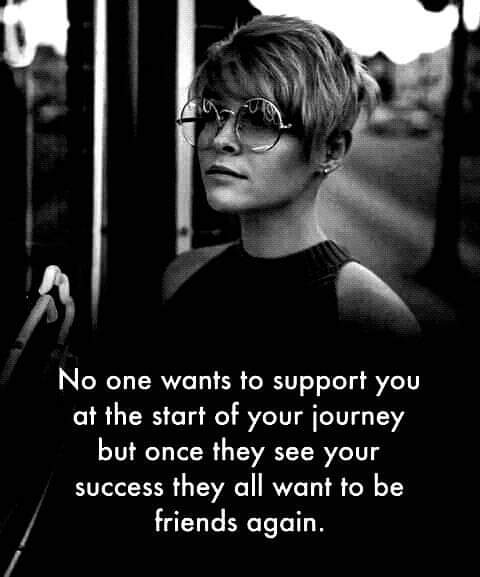 No one wants to support you
at the start of your journey
but once they see your
success they all want to be
friends again.